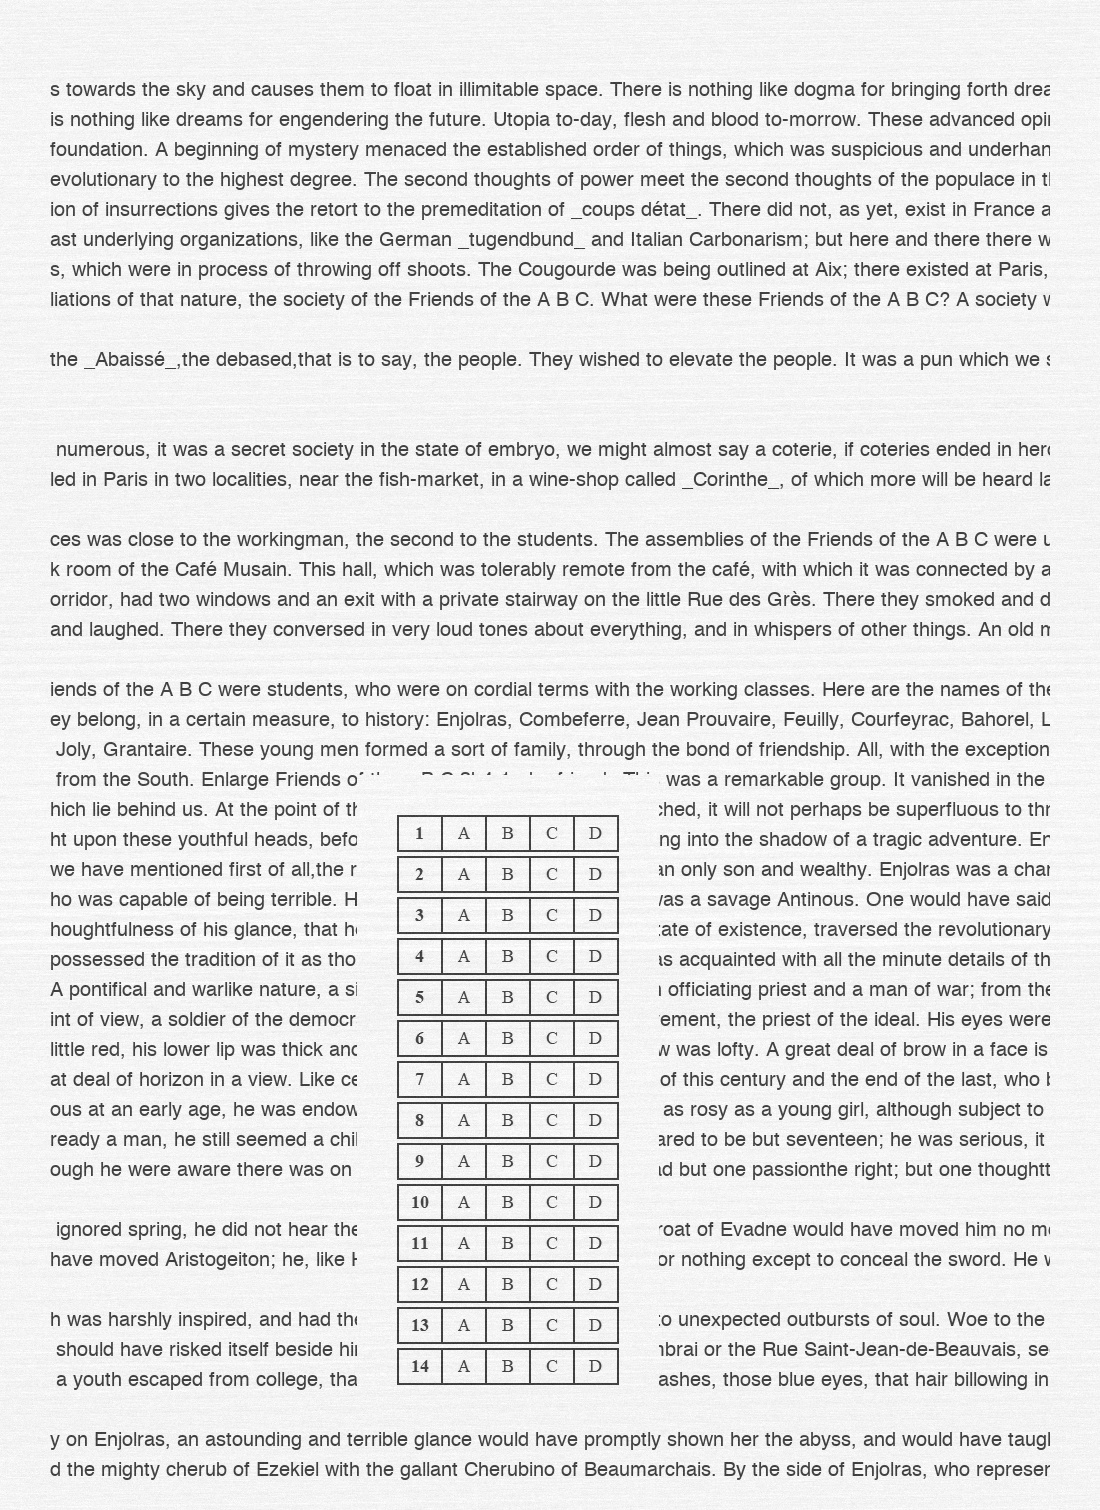 s towards the sky and causes them to float in illimitable space. There is nothing like dogma for bringing forth
is nothing like dreams for engendering the future. Utopia to-day, flesh and blood to-morrow. These advanced
foundation. A beginning of mystery menaced the established order of things, which was suspicious and underhan
evolutionary to the highest degree. The second thoughts of power meet the second thoughts of the populace in
ion of insurrections gives the retort to the premeditation of _coups détat_. There did not, as yet, exist in France a
ast underlying organizations, like the German _tugendbund_ and Italian Carbonarism; but here and there there
s, which were in process of throwing off shoots. The Cougourde was being outlined at Aix; there existed at Paris,
liations of that nature, the society of the Friends of the A B C. What were these Friends of the A B C? A society
the _Abaissé_,the debased,that is to say, the people. They wished to elevate the people. It was a pun which we
numerous, it was a secret society in the state of embryo, we might almost say a coterie, if coteries ended in
led in Paris in two localities, near the fish-market, in a wine-shop called _Corinthe_, of which more will be heard la
ces was close to the workingman, the second to the students. The assemblies of the Friends of the A B C were
k room of the Café Musain. This hall, which was tolerably remote from the café, with which it was connected by a
orridor, had two windows and an exit with a private stairway on the little Rue des Grès. There they smoked and d
and laughed. There they conversed in very loud tones about everything, and in whispers of other things. An old
iends of the A B C were students, who were on cordial terms with the working classes. Here are the names of the
ey belong, in a certain measure, to history: Enjolras, Combeferre, Jean Prouvaire, Feuilly, Courfeyrac, Bahorel, L
Joly, Grantaire. These young men formed a sort of family, through the bond of friendship. All, with the exception
from the South. Enlarge Friends was a remarkable group. It vanished in the
hich lie behind us. At the point of ched, it will not perhaps be superfluous to
ht upon these youthful heads, befo ng into the shadow of a tragic adventure. En
we have mentioned first of all,the an only son and wealthy. Enjolras was a
ho was capable of being terrible. was a savage Antinous. One would have said
houtfulness of his glance, that ate of existence, traversed the revolutionary
possessed the tradition of it as tho as acquainted with all the minute details of th
A pontifical and warlike nature, a officiating priest and a man of war; from the
int of view, a soldier of the democr ement, the priest of the ideal. His eyes were
little red, his lower lip was thick and was lofty. A great deal of brow in a face is
at deal of horizon in a view. Like of this century and the end of the last, who
ous at an early age, he was endow as rosy as a young girl, although subject to
ready a man, he still seemed a ared to be but seventeen; he was serious, it
ough he were aware there was on but one passionthe right; but one thoughtt
ignored spring, he did not hear the roat of Evadne would have moved him no
have moved Aristogeiton; he, like or nothing except to conceal the sword. He
h was harshly inspired, and had the to unexpected outbursts of soul. Woe to the
should have risked itself beside brai or the Rue Saint-Jean-de-Beauvais, se
a youth escaped from college, tha ashes, those blue eyes, that hair billowing in
y on Enjolras, an astounding and terrible glance would have promptly shown her the abyss, and would have
d the mighty cherub of Ezekiel with the gallant Cherubino of Beaumarchais. By the side of Enjolras, who
1 A B C D
2 A B C D
3 A B C D
4 A B C D
5 A B C D
6 A B C D
7 A B C D
8 A B C D
9 A B C D
10 A B C D
11 A B C D
12 A B C D
13 A B C D
14 A B C D